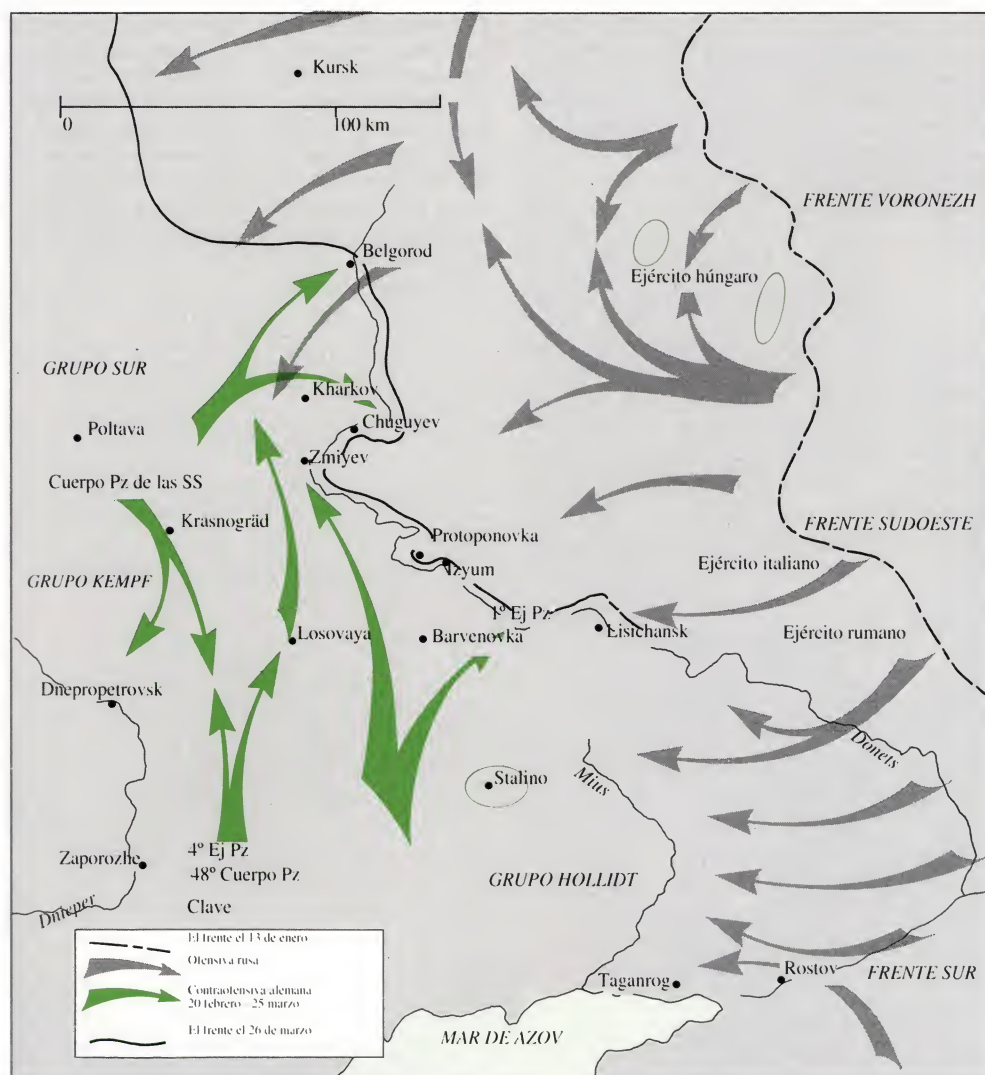 Kursk
0
100 km
FRENTE VORONEZH
Belgorod
Ejército húngaro
GRUPO SUR
Kharkov
Poltava
Chuguyev
Zmiyev
Cuerpo Pz de las SS
Krasnogräd
FRENTE SUDOESTE
Protoponovka
Izyum
Ejército italiano
GRUPO KEMPF
1º Ej Pz
Losovaya
Barvenovka
Lisichansk
Ejército rumano
Dnepropetrovsk
Donets
Stalino
Mius
Zaporozhe
4º Ej Pz
48º Cuerpo Pz
GRUPO HOLLIDT
Dnieper
Clave
El frente el 13 de enero
Ofensiva rusa
Contraofensiva alemana
20 febrero – 25 marzo
El frente el 26 de marzo
Taganrog
Rostov
FRENTE SUR
MAR DE AZOV